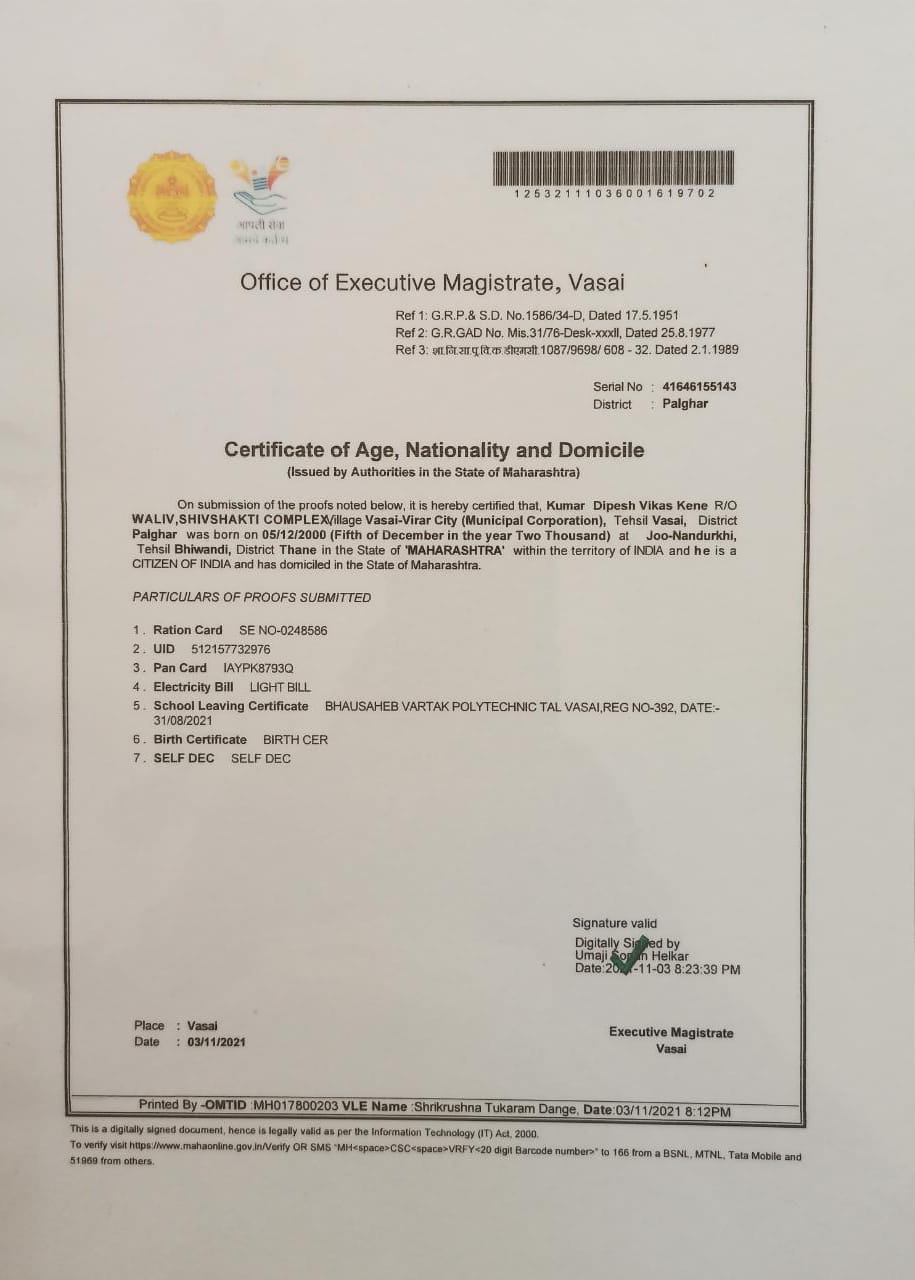 आपली सेवा
आमचे कर्तव्य
12532111036001619702
Office of Executive Magistrate, Vasai
Ref 1: G.R.P.& S.D. No.1586/34-D, Dated 17.5.1951
Ref 2: G.R.GAD No. Mis.31/76-Desk-xxxll, Dated 25.8.1977
Ref 3: शा.नि.सा.पू.वि.क.डीएमसी.1087/9698/ 608 - 32. Dated 2.1.1989
Serial No : 41646155143
District : Palghar
Certificate of Age, Nationality and Domicile
(Issued by Authorities in the State of Maharashtra)
On submission of the proofs noted below, it is hereby certified that, Kumar Dipesh Vikas Kene R/O
WALIV,SHIVSHAKTI COMPLEX,Village Vasai-Virar City (Municipal Corporation), Tehsil Vasai, District
Palghar was born on 05/12/2000 (Fifth of December in the year Two Thousand) at Joo-Nandurkhi,
Tehsil Bhiwandi, District Thane in the State of 'MAHARASHTRA' within the territory of INDIA and he is a
CITIZEN OF INDIA and has domiciled in the State of Maharashtra.
PARTICULARS OF PROOFS SUBMITTED
1. Ration Card SE NO-0248586
2. UID 512157732976
3. Pan Card IAYPK8793Q
4. Electricity Bill LIGHT BILL
5. School Leaving Certificate BHAUSAHEB VARTAK POLYTECHNIC TAL VASAI,REG NO-392, DATE:-
31/08/2021
6. Birth Certificate BIRTH CER
7. SELF DEC SELF DEC
Signature valid
Digitally Signed by
Umaji Sopan Helkar
Date:2021-11-03 8:23:39 PM
Place : Vasai
Date : 03/11/2021
Executive Magistrate
Vasai
Printed By -OMTID :MH017800203 VLE Name :Shrikrushna Tukaram Dange, Date:03/11/2021 8:12PM
This is a digitally signed document, hence is legally valid as per the Information Technology (IT) Act, 2000.
To verify visit https://www.mahaonline.gov.in/Verify OR SMS "MH<space>CSC<space>VRFY<20 digit Barcode number>" to 166 from a BSNL, MTNL, Tata Mobile and
51969 from others.